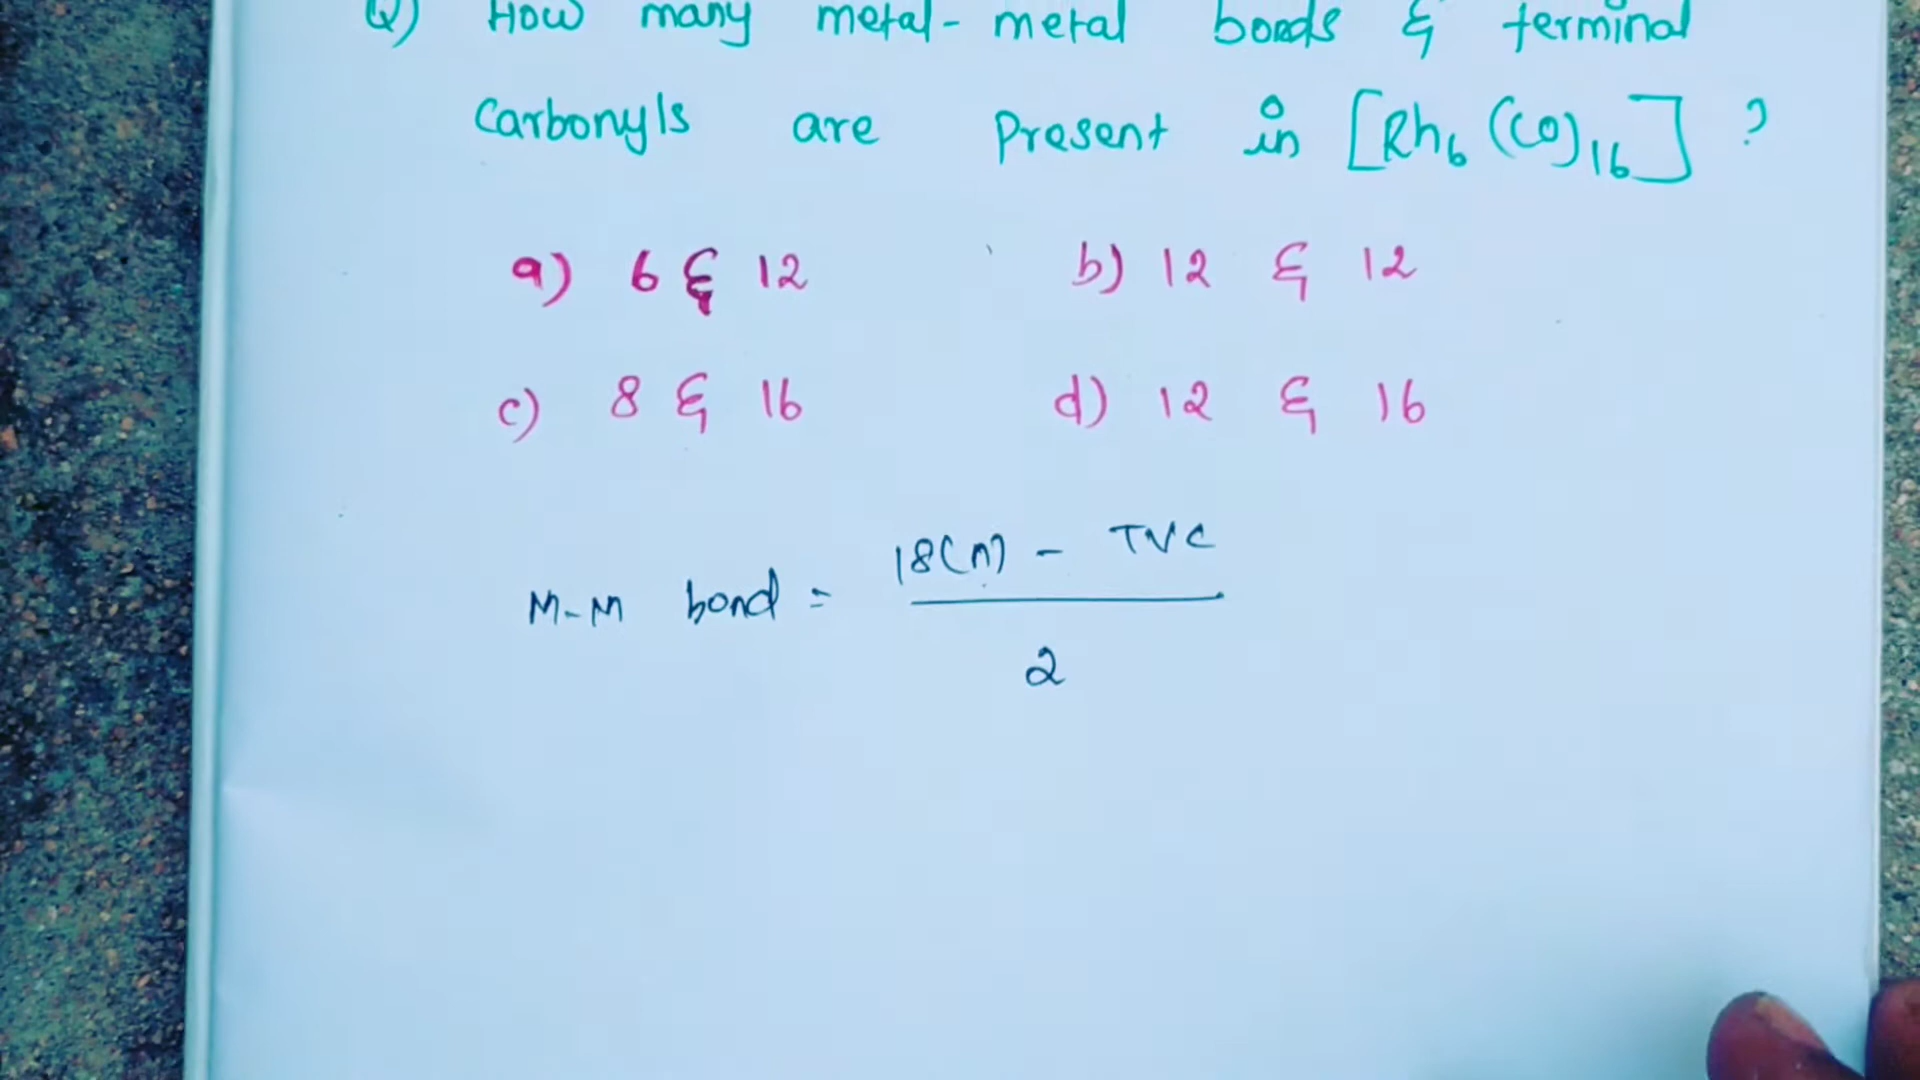 Q) How many metal- metal bonds & terminal
Carbonyls are Present in [Rh6 (CO)16] ?
a) 6 & 12 b) 12 & 12
c) 8 & 16 d) 12 & 16
M-M bond = 18(n) - TVC
2